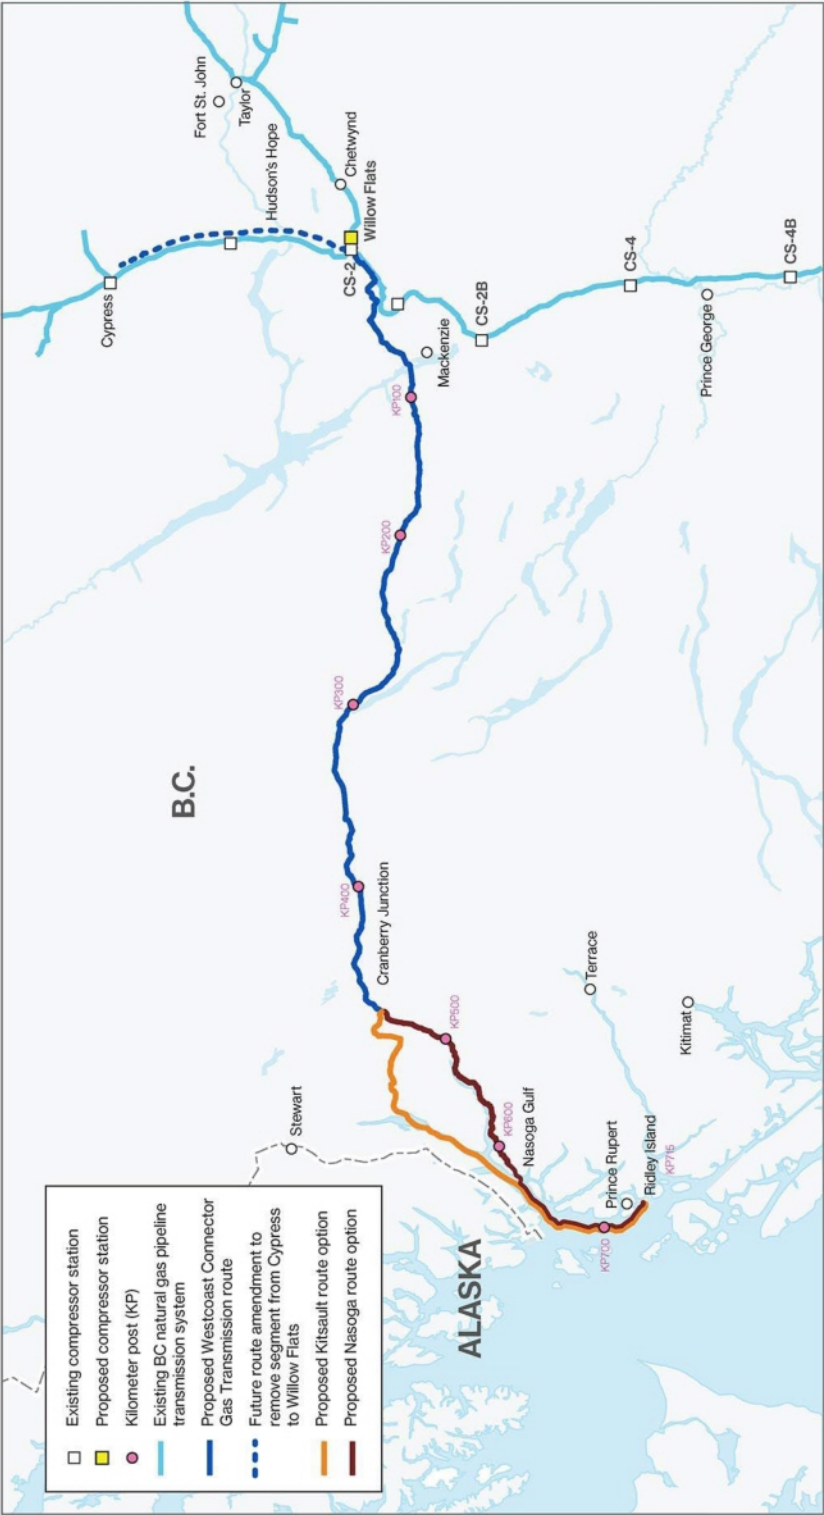 Existing compressor station
Proposed compressor station
Kilometer post (KP)
Existing BC natural gas pipeline
transmission system
Proposed Westcoast Connector
Gas Transmission route
Future route amendment to
remove segment from Cypress
to Willow Flats
Proposed Kitsault route option
Proposed Nasoga route option
B.C.
ALASKA
Stewart
Cypress
Fort St. John
Taylor
Hudson's Hope
Chetwynd
Willow Flats
CS-2
Mackenzie
CS-2B
CS-4
Prince George
CS-4B
KP100
KP200
KP300
KP400
Cranberry Junction
KP500
KP600
Nasoga Gulf
Terrace
Kitimat
Prince Rupert
Ridley Island
KP715
KP700